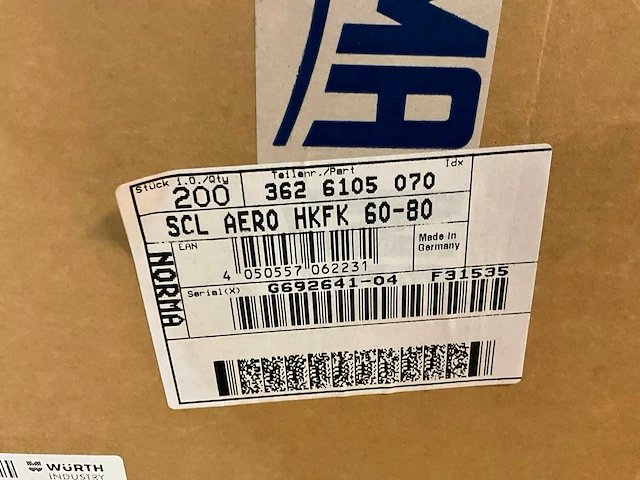 MA
Stück i.O./Qty
200
Teilenr./Part
362 6105 070
Idx
SCL AERO HKFK 60-80
EAN
4 050557 062231
Made in
Germany
NORMA
Serial(X)
G692641-04 F31535
WÜRTH
INDUSTRY